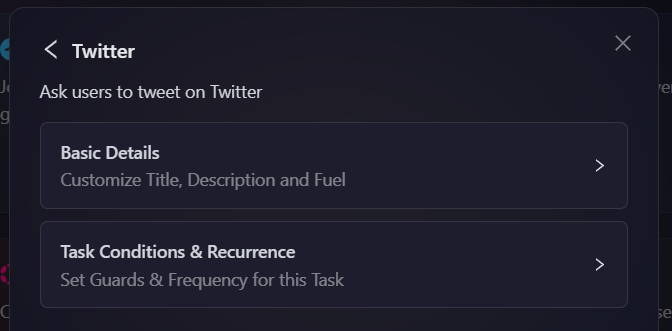 Twitter
Ask users to tweet on Twitter
Basic Details
Customize Title, Description and Fuel
Task Conditions & Recurrence
Set Guards & Frequency for this Task